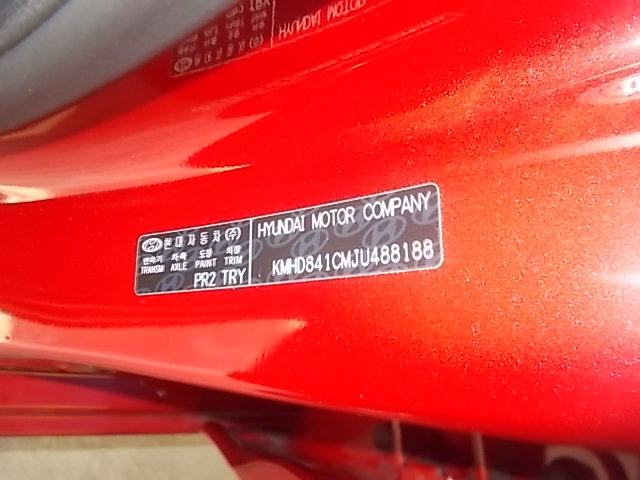 현대자동차(주)
변속기 차축 도장 의장
TRANSM AXLE PAINT TRIM
PR2 TRY
HYUNDAI MOTOR COMPANY
KMHD841CMJU488188